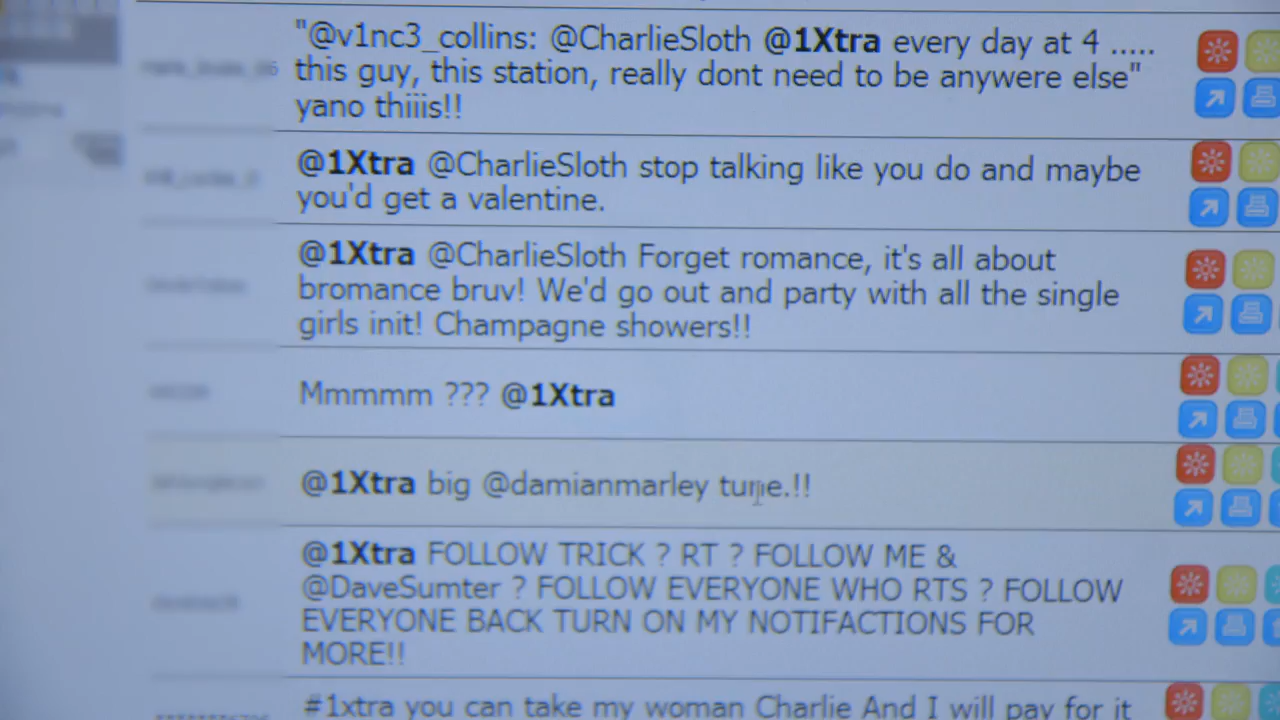 "@v1nc3_collins: @CharlieSloth @1Xtra every day at 4 .....
this guy, this station, really dont need to be anywere else"
yano thiiis!!
@1Xtra @CharlieSloth stop talking like you do and maybe
you'd get a valentine.
@1Xtra @CharlieSloth Forget romance, it's all about
bromance bruv! We'd go out and party with all the single
girls init! Champagne showers!!
Mmmmm ??? @1Xtra
@1Xtra big @damianmarley tune.!!
@1Xtra FOLLOW TRICK ? RT ? FOLLOW ME &
@DaveSumter ? FOLLOW EVERYONE WHO RTS ? FOLLOW
EVERYONE BACK TURN ON MY NOTIFACTIONS FOR
MORE!!
#1xtra you can take my woman Charlie And I will pay for it